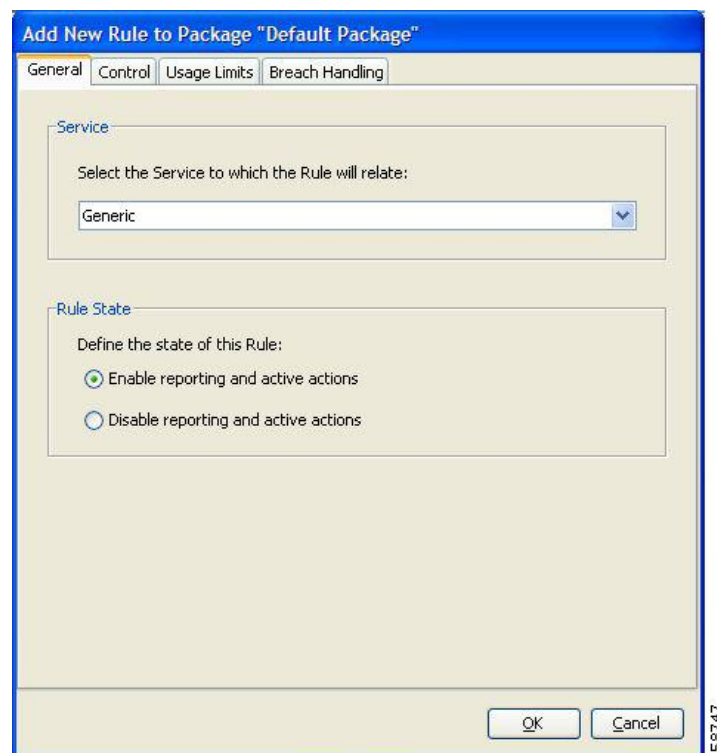 Add New Rule to Package "Default Package"
General Control Usage Limits Breach Handling
Service
Select the Service to which the Rule will relate:
Generic
Rule State
Define the state of this Rule:
Enable reporting and active actions
Disable reporting and active actions
OK Cancel